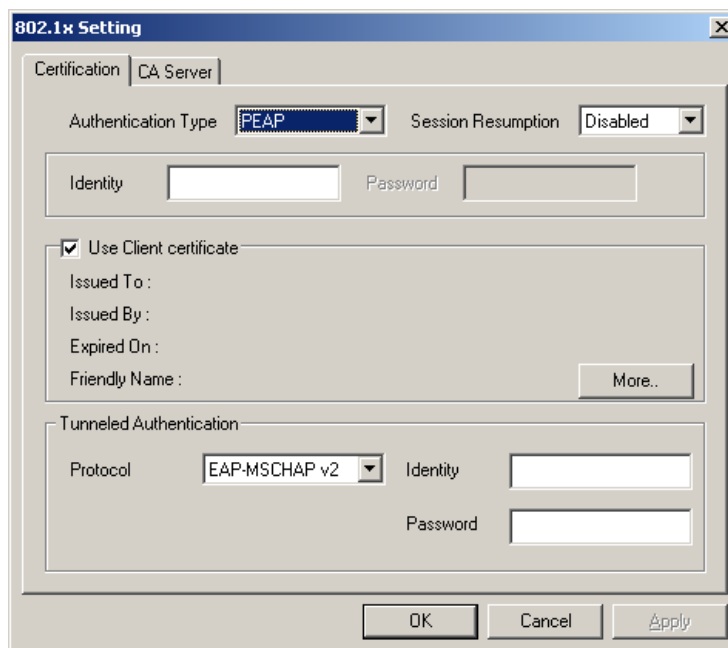 802.1x Setting
Certification CA Server
Authentication Type PEAP Session Resumption Disabled
Identity Password
Use Client certificate
Issued To :
Issued By :
Expired On :
Friendly Name :
More..
Tunneled Authentication
Protocol EAP-MSCHAP v2 Identity
Password
OK Cancel Apply